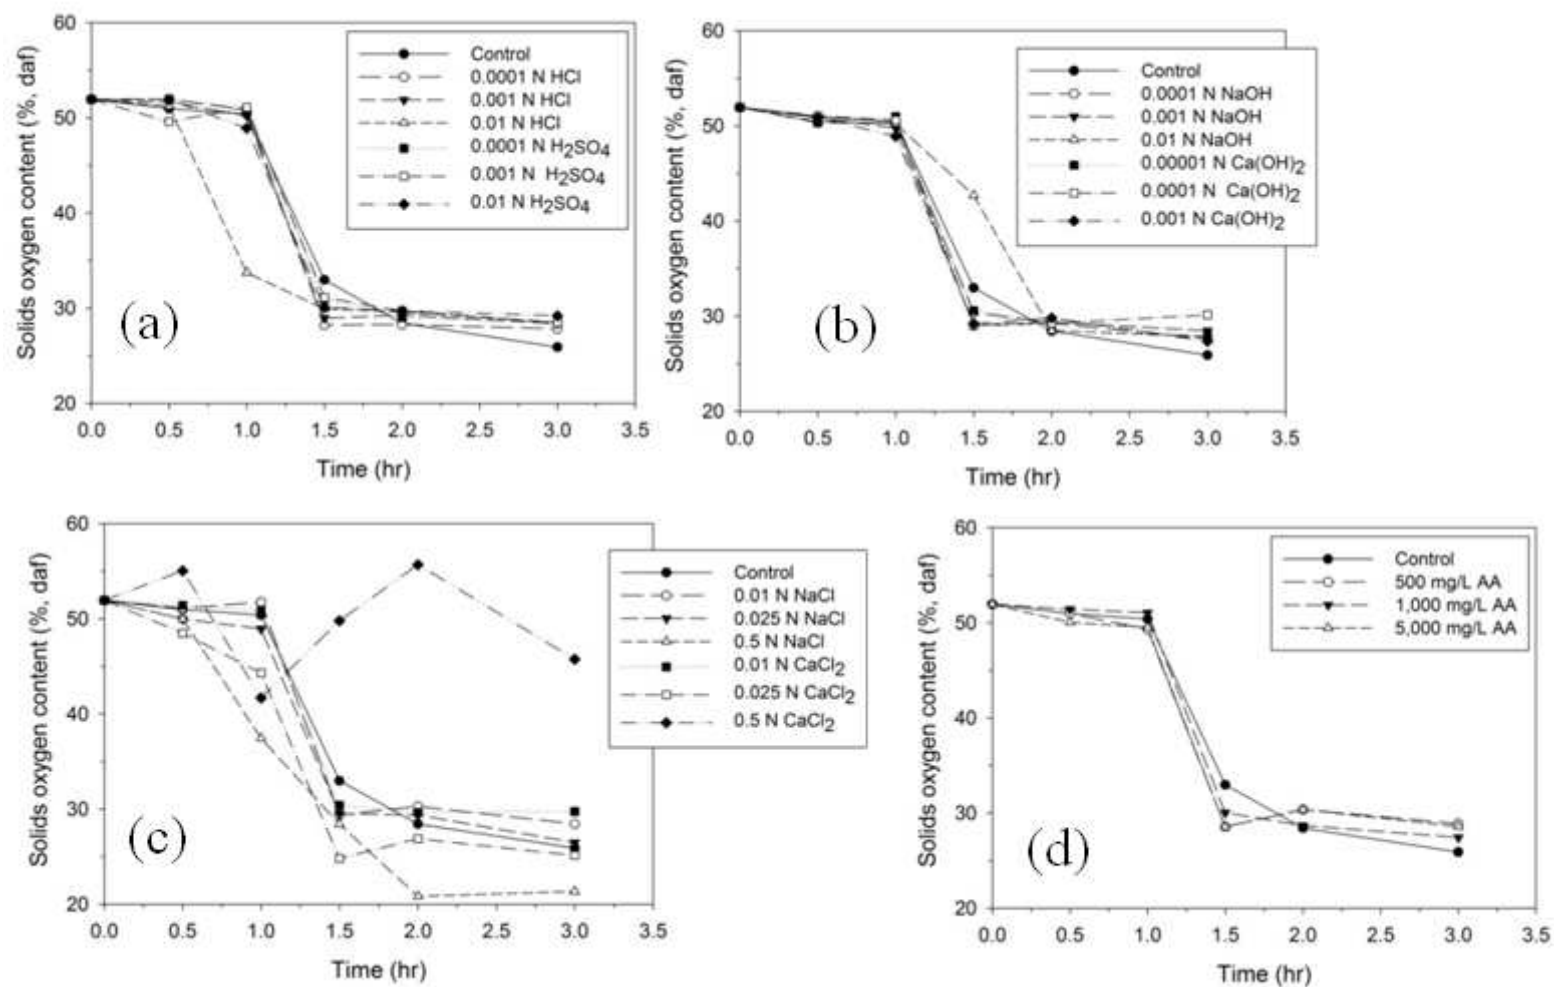 60
50
40
30
20
Solids oxygen content (%, daf)
Control
0.0001 N HCl
0.001 N HCl
0.01 N HCl
0.0001 N H2SO4
0.001 N H2SO4
0.01 N H2SO4
(a)
0.0 0.5 1.0 1.5 2.0 2.5 3.0 3.5
Time (hr)
60
50
40
30
20
Solids oxygen content (%, daf)
Control
0.0001 N NaOH
0.001 N NaOH
0.01 N NaOH
0.00001 N Ca(OH)2
0.0001 N Ca(OH)2
0.001 N Ca(OH)2
(b)
0.0 0.5 1.0 1.5 2.0 2.5 3.0 3.5
Time (hr)
60
50
40
30
20
Solids oxygen content (%, daf)
Control
0.01 N NaCl
0.025 N NaCl
0.5 N NaCl
0.01 N CaCl2
0.025 N CaCl2
0.5 N CaCl2
(c)
0.0 0.5 1.0 1.5 2.0 2.5 3.0 3.5
Time (hr)
60
50
40
30
20
Solids oxygen content (%, daf)
Control
500 mg/L AA
1,000 mg/L AA
5,000 mg/L AA
(d)
0.0 0.5 1.0 1.5 2.0 2.5 3.0 3.5
Time (hr)